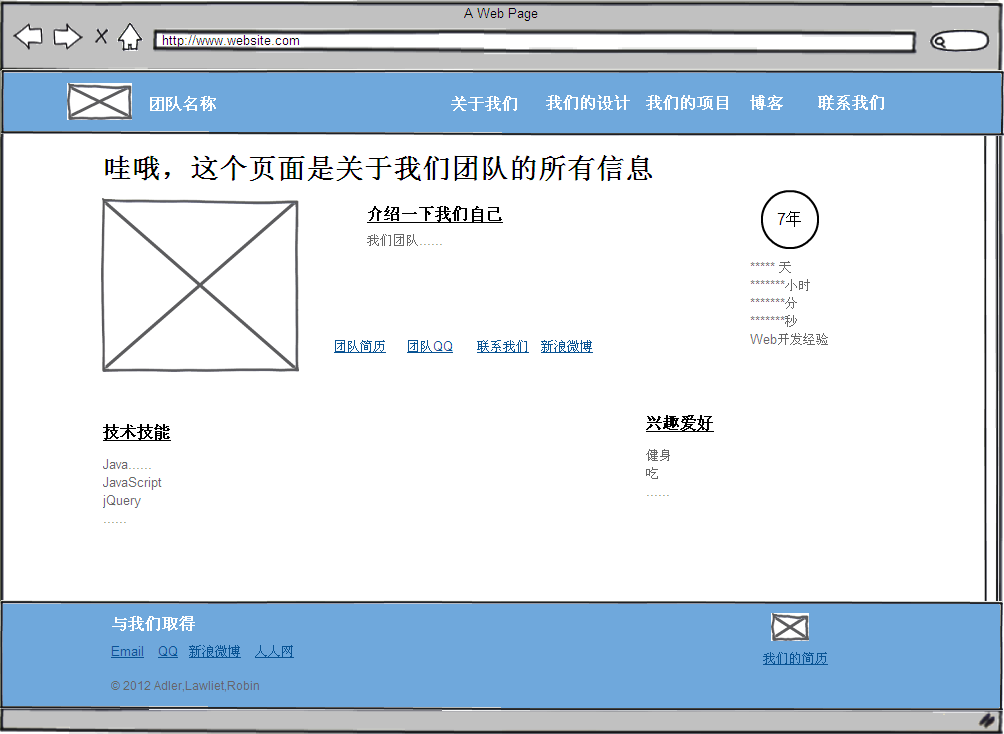 A Web Page
http://www.website.com
团队名称 关于我们 我们的设计 我们的项目 博客 联系我们
哇哦，这个页面是关于我们团队的所有信息
介绍一下我们自己
我们团队......
团队简历 团队QQ 联系我们 新浪微博
7年
***** 天
*******小时
*******分
*******秒
Web开发经验
技术技能
Java......
JavaScript
jQuery
......
兴趣爱好
健身
吃
......
与我们取得
Email QQ 新浪微博 人人网
© 2012 Adler,Lawliet,Robin
我们的简历